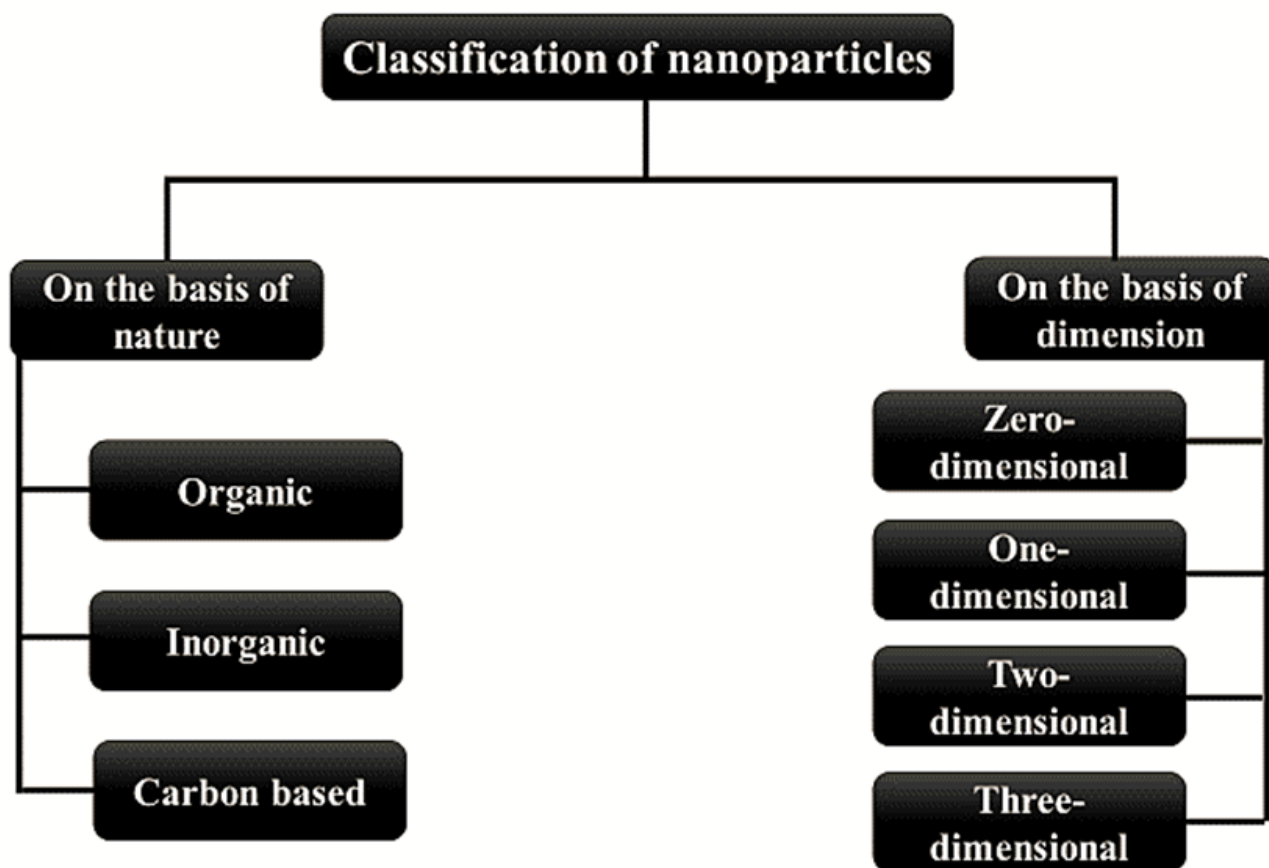 Classification of nanoparticles
On the basis of
nature
Organic
Inorganic
Carbon based
On the basis of
dimension
Zero-
dimensional
One-
dimensional
Two-
dimensional
Three-
dimensional